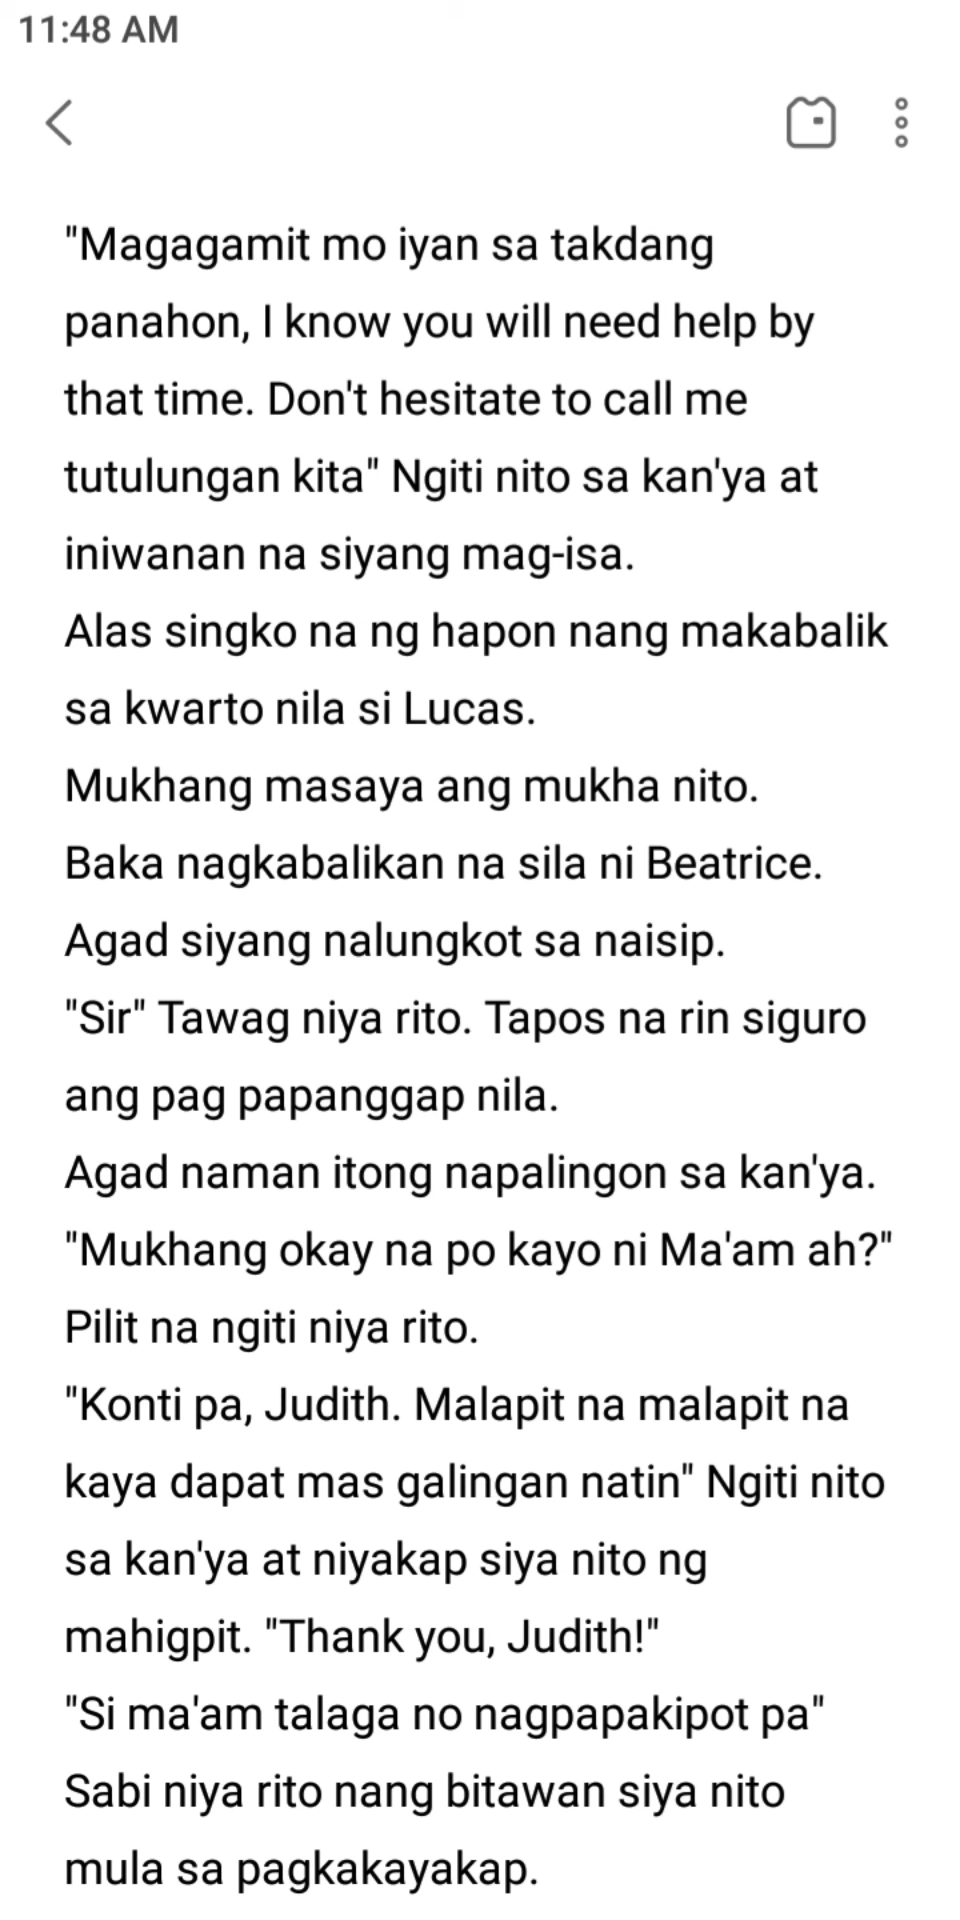 11:48 AM
"Magagamit mo iyan sa takdang
panahon, I know you will need help by
that time. Don't hesitate to call me
tutulungan kita" Ngiti nito sa kan'ya at
iniwanan na siyang mag-isa.
Alas singko na ng hapon nang makabalik
sa kwarto nila si Lucas.
Mukhang masaya ang mukha nito.
Baka nagkabalikan na sila ni Beatrice.
Agad siyang nalungkot sa naisip.
"Sir" Tawag niya rito. Tapos na rin siguro
ang pag papanggap nila.
Agad naman itong napalingon sa kan'ya.
"Mukhang okay na po kayo ni Ma'am ah?"
Pilit na ngiti niya rito.
"Konti pa, Judith. Malapit na malapit na
kaya dapat mas galingan natin" Ngiti nito
sa kan'ya at niyakap siya nito ng
mahigpit. "Thank you, Judith!"
"Si ma'am talaga no nagpapakipot pa"
Sabi niya rito nang bitawan siya nito
mula sa pagkakayakap.